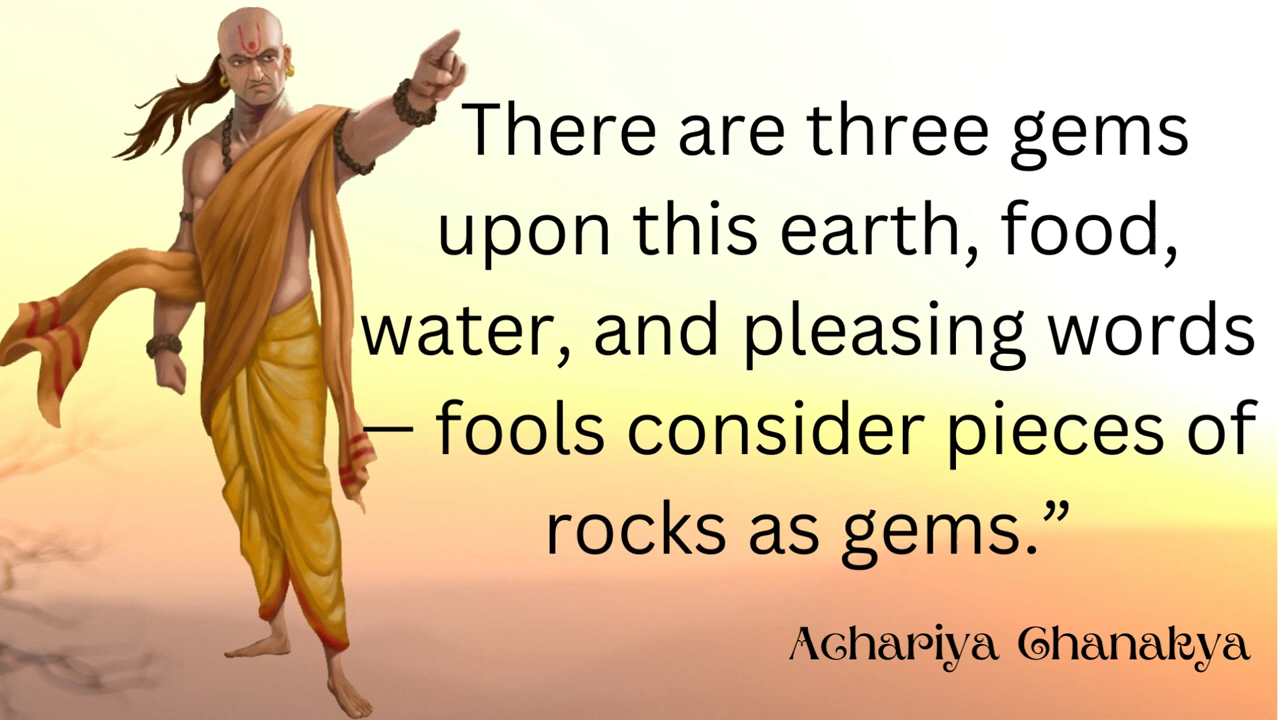 There are three gems
upon this earth, food,
water, and pleasing words
– fools consider pieces of
rocks as gems.”
Achariya Chanakya